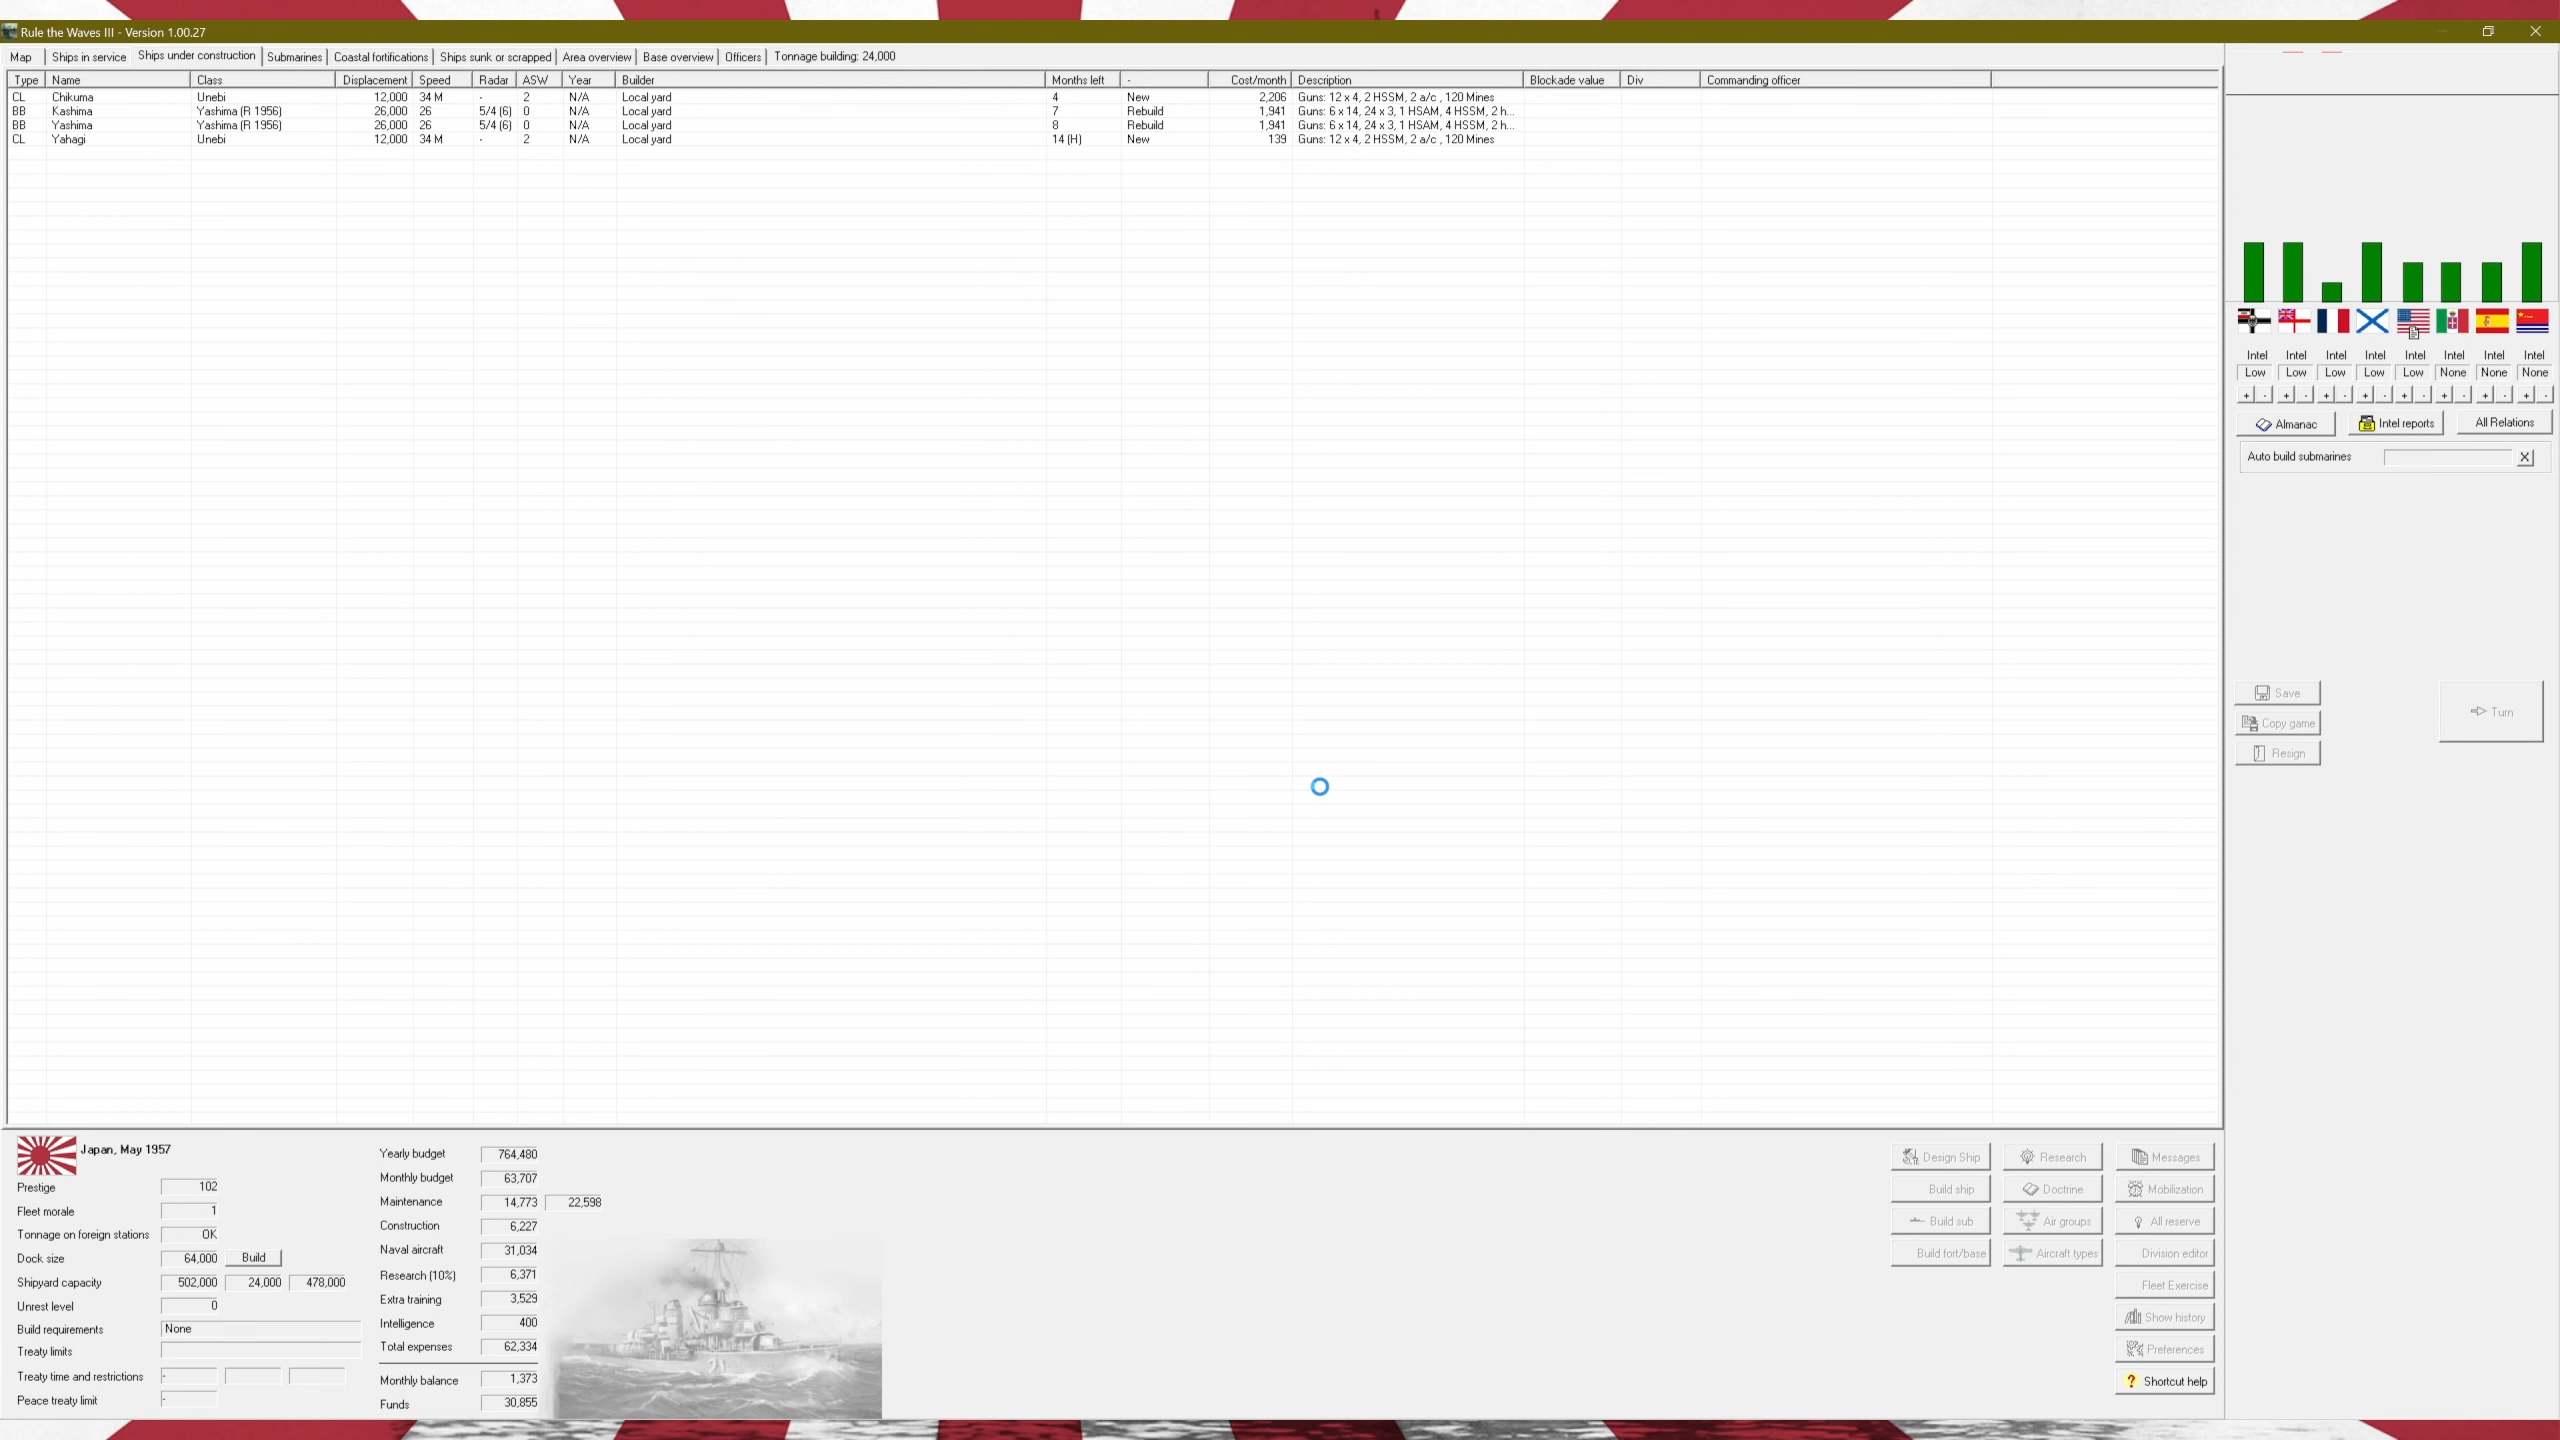 Rule the Waves III - Version 1.00.27
Map Ships in service Ships under construction Submarines Coastal fortifications Ships sunk or scrapped Area overview Base overview Officers Tonnage building: 24,000
Type Name Class Displacement Speed Radar ASW Year Builder Months left - Cost/month Description Blockade value Div Commanding officer
CL Chikuma Unebi 12,000 34 M - 2 N/A Local yard 4 New 2,206 Guns: 12 x 4, 2 HSSM, 2 a/c , 120 Mines
BB Kashima Yashima (R 1956) 26,000 26 5/4 (6) 0 N/A Local yard 7 Rebuild 1,941 Guns: 6 x 14, 24 x 3, 1 HSAM, 4 HSSM, 2 h...
BB Yashima Yashima (R 1956) 26,000 26 5/4 (6) 0 N/A Local yard 8 Rebuild 1,941 Guns: 6 x 14, 24 x 3, 1 HSAM, 4 HSSM, 2 h...
CL Yahagi Unebi 12,000 34 M - 2 N/A Local yard 14 (H) New 139 Guns: 12 x 4, 2 HSSM, 2 a/c , 120 Mines
Intel Intel Intel Intel Intel Intel Intel Intel
Low Low Low Low Low None None None
+ - + - + - + - + - + - + - + -
Almanac Intel reports All Relations
Auto build submarines X
Save
Copy game
Resign
Turn
Japan, May 1957
Prestige 102
Fleet morale 1
Tonnage on foreign stations OK
Dock size 64,000 Build
Shipyard capacity 502,000 24,000 478,000
Unrest level 0
Build requirements None
Treaty limits
Treaty time and restrictions -
Peace treaty limit -
Yearly budget 764,480
Monthly budget 63,707
Maintenance 14,773 22,598
Construction 6,227
Naval aircraft 31,034
Research (10%) 6,371
Extra training 3,529
Intelligence 400
Total expenses 62,334
Monthly balance 1,373
Funds 30,855
21
Design Ship Research Messages
Build ship Doctrine Mobilization
Build sub Air groups All reserve
Build fort/base Aircraft types Division editor
Fleet Exercise
Show history
Preferences
? Shortcut help